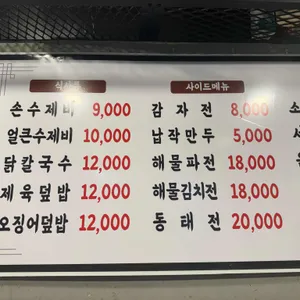 식사
손수제비 9,000
얼큰수제비 10,000
닭칼국수 12,000
제육덮밥 12,000
오징어덮밥 12,000
사이드메뉴
감자전 8,000
납작만두 5,000
해물파전 18,000
해물김치전 18,000
동태전 20,000
소